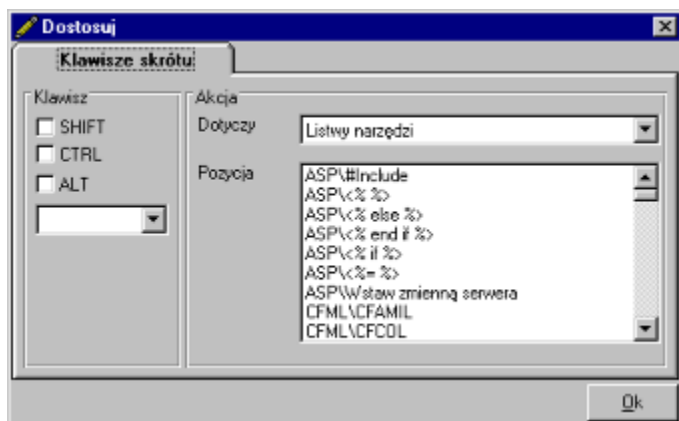 Dostosuj
Klawisze skrótu
Klawisz
SHIFT
CTRL
ALT
Akcja
Dotyczy
Listwy narzędzi
Pozycja
ASP\#Include
ASP\<% %>
ASP\<% else %>
ASP\<% end if %>
ASP\<% if %>
ASP\<%= %>
ASP\Wstaw zmienną serwera
CFML\CFAMIL
CFML\CFCOL
Ok